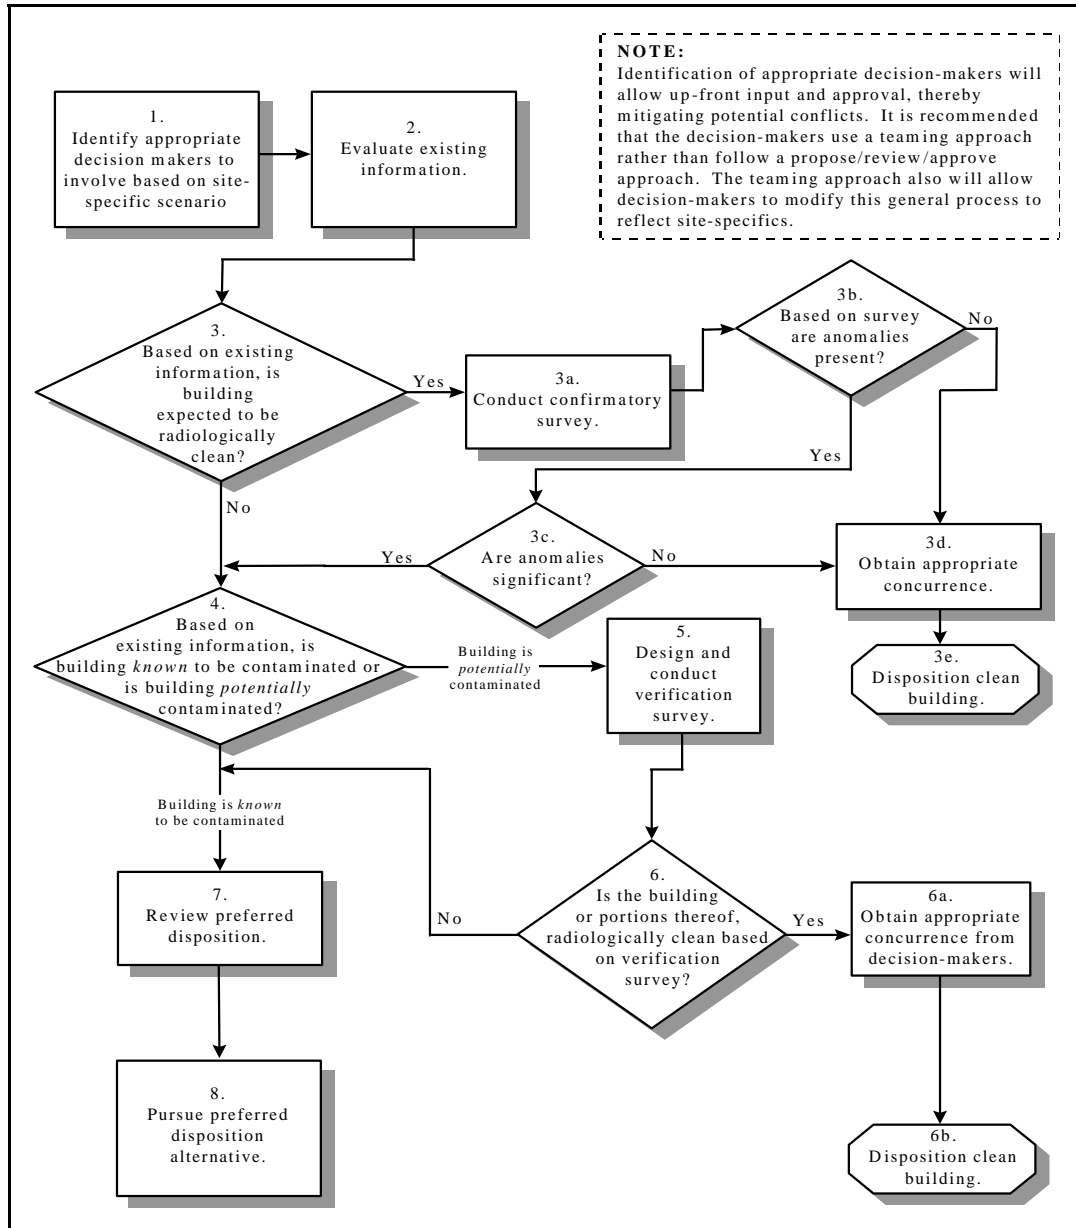 NOTE:
Identification of appropriate decision-makers will
allow up-front input and approval, thereby
mitigating potential conflicts. It is recommended
that the decision-makers use a teaming approach
rather than follow a propose/review/approve
approach. The teaming approach also will allow
decision-makers to modify this general process to
reflect site-specifics.
1.
Identify appropriate
decision makers to
involve based on site-
specific scenario
2.
Evaluate existing
information.
3.
Based on existing
information, is
building
expected to be
radiologically
clean?
Yes
3a.
Conduct confirmatory
survey.
3b.
Based on survey
are anomalies
present?
No
Yes
No
3c.
Are anomalies
significant?
Yes
No
3d.
Obtain appropriate
concurrence.
3e.
Disposition clean
building.
4.
Based on
existing information, is
building known to be contaminated or
is building potentially
contaminated?
Building is
potentially
contaminated
5.
Design and
conduct
verification
survey.
Building is known
to be contaminated
6.
Is the building
or portions thereof,
radiologically clean based
on verification
survey?
No
Yes
6a.
Obtain appropriate
concurrence from
decision-makers.
6b.
Disposition clean
building.
7.
Review preferred
disposition.
8.
Pursue preferred
disposition
alternative.